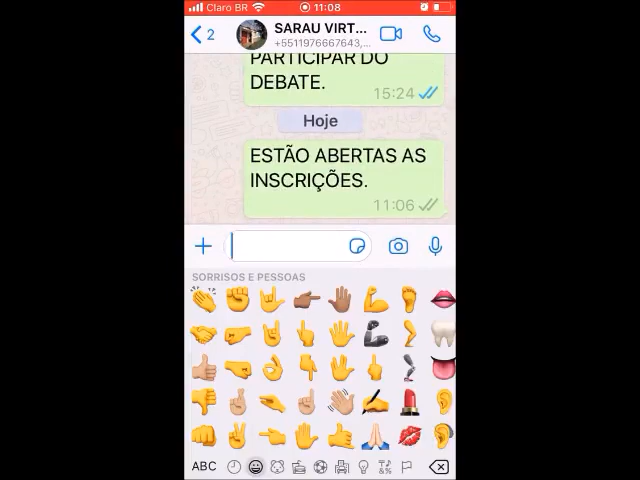 Claro BR
11:08
2
SARAU VIRT...
+5511976667643,...
PARTICIPAR DO
DEBATE.
15:24
Hoje
ESTÃO ABERTAS AS
INSCRIÇÕES.
11:06
SORRISOS E PESSOAS
ABC